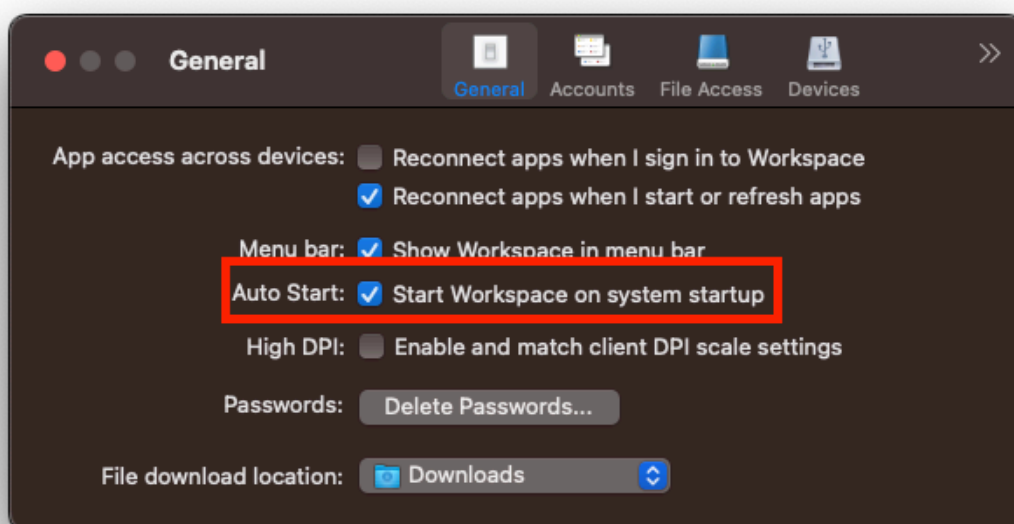 General
General Accounts File Access Devices
App access across devices: Reconnect apps when I sign in to Workspace
Reconnect apps when I start or refresh apps
Menu bar: Show Workspace in menu bar
Auto Start: Start Workspace on system startup
High DPI: Enable and match client DPI scale settings
Passwords: Delete Passwords...
File download location: Downloads